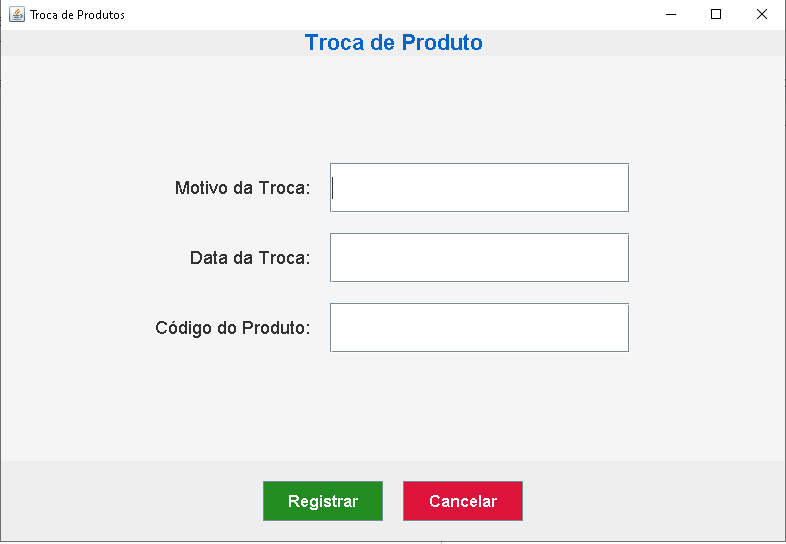 Troca de Produtos
Troca de Produto
Motivo da Troca:
Data da Troca:
Código do Produto:
Registrar
Cancelar